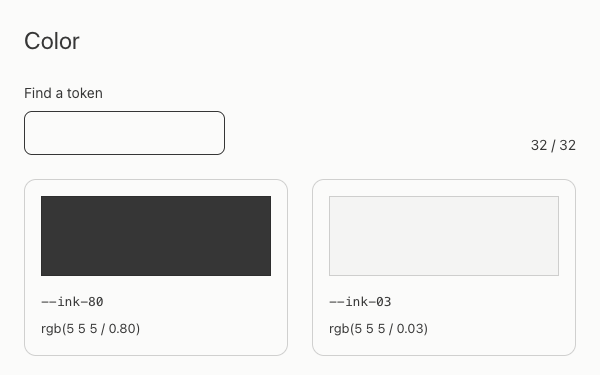 Color
Find a token
32 / 32
--ink-80
rgb(5 5 5 / 0.80)
--ink-03
rgb(5 5 5 / 0.03)